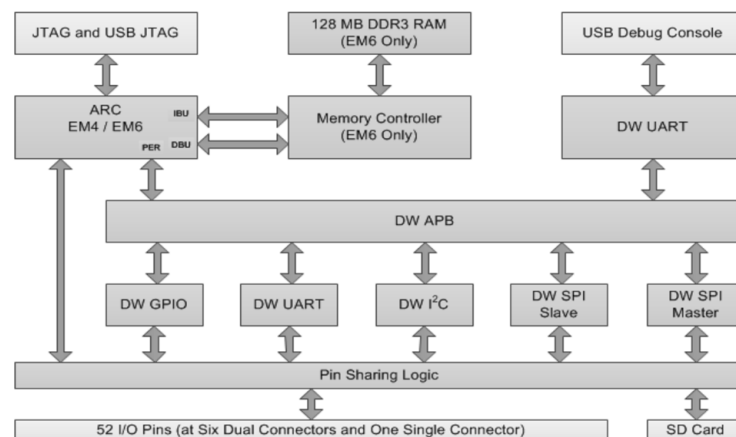 JTAG and USB JTAG
128 MB DDR3 RAM
(EM6 Only)
USB Debug Console
ARC
EM4 / EM6
IBU
PER
DBU
Memory Controller
(EM6 Only)
DW UART
DW APB
DW GPIO
DW UART
DW I²C
DW SPI
Slave
DW SPI
Master
Pin Sharing Logic
52 I/O Pins (at Six Dual Connectors and One Single Connector)
SD Card